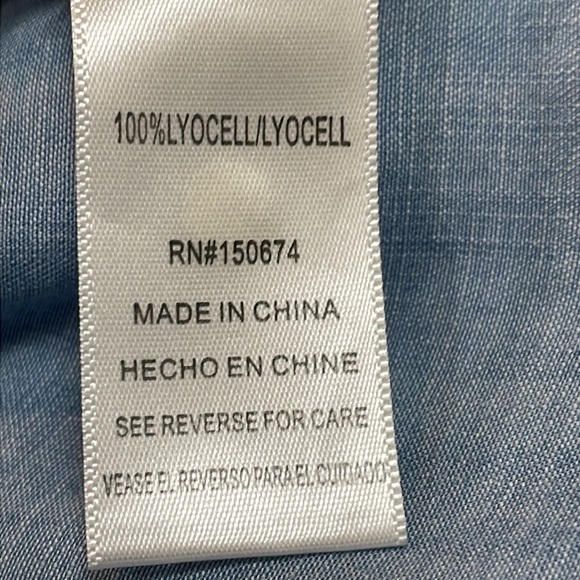 100%LYOCELL/LYOCELL
RN#150674
MADE IN CHINA
HECHO EN CHINE
SEE REVERSE FOR CARE
VEASE EL REVERSO PARA EL CUIDADO